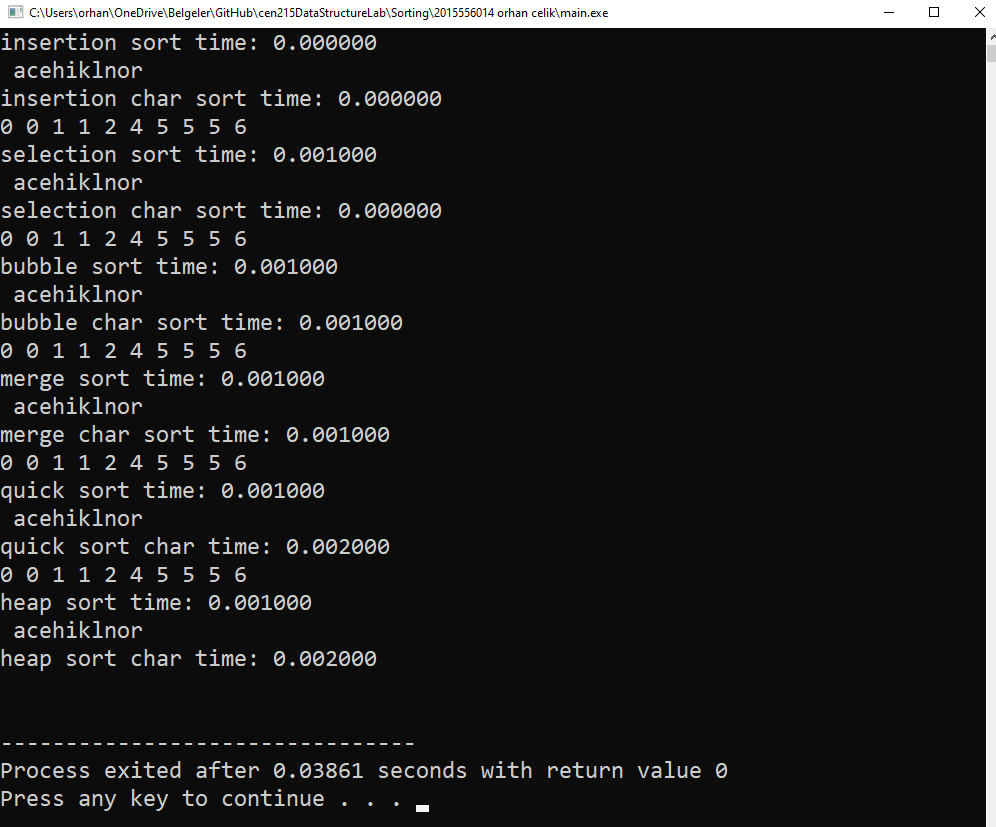 C:\Users\orhan\OneDrive\Belgeler\GitHub\cen215DataStructureLab\Sorting\2015556014 orhan celik\main.exe
insertion sort time: 0.000000
 acehiklnor
insertion char sort time: 0.000000
0 0 1 1 2 4 5 5 5 6
selection sort time: 0.001000
 acehiklnor
selection char sort time: 0.000000
0 0 1 1 2 4 5 5 5 6
bubble sort time: 0.001000
 acehiklnor
bubble char sort time: 0.001000
0 0 1 1 2 4 5 5 5 6
merge sort time: 0.001000
 acehiklnor
merge char sort time: 0.001000
0 0 1 1 2 4 5 5 5 6
quick sort time: 0.001000
 acehiklnor
quick sort char time: 0.002000
0 0 1 1 2 4 5 5 5 6
heap sort time: 0.001000
 acehiklnor
heap sort char time: 0.002000
--------------------------------
Process exited after 0.03861 seconds with return value 0
Press any key to continue . . .